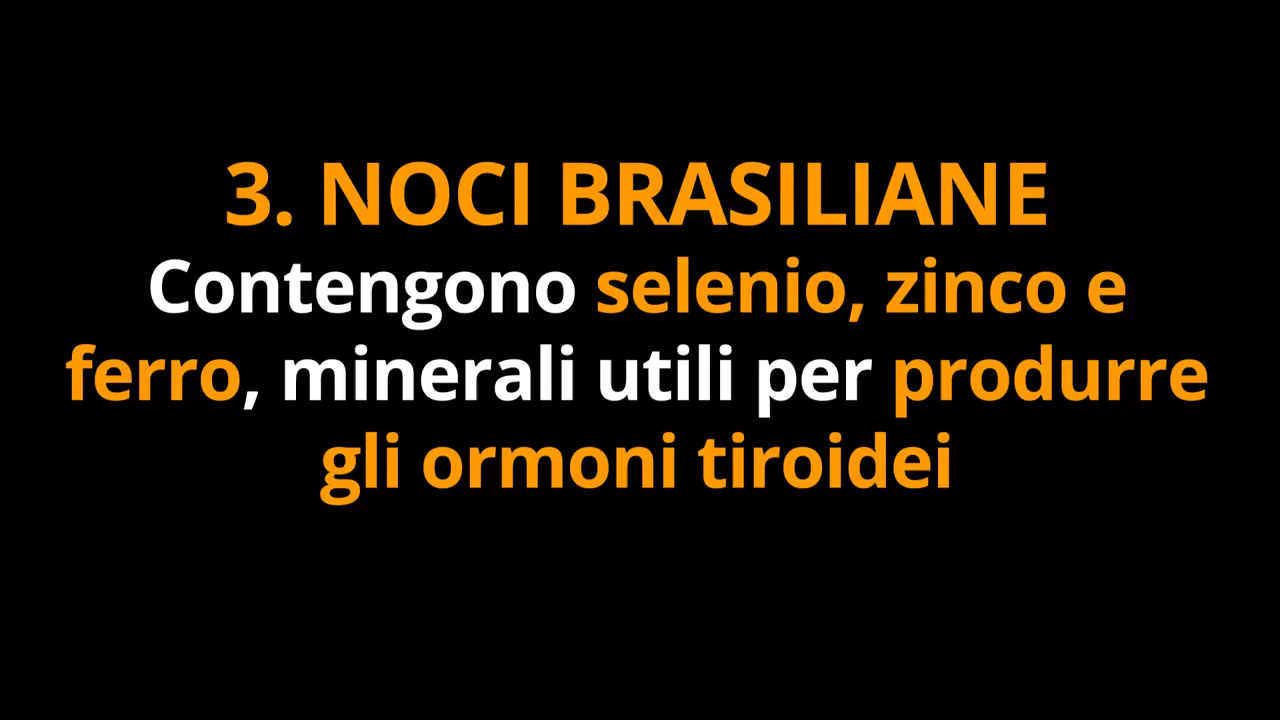 3. NOCI BRASILIANE
Contengono selenio, zinco e
ferro, minerali utili per produrre
gli ormoni tiroidei